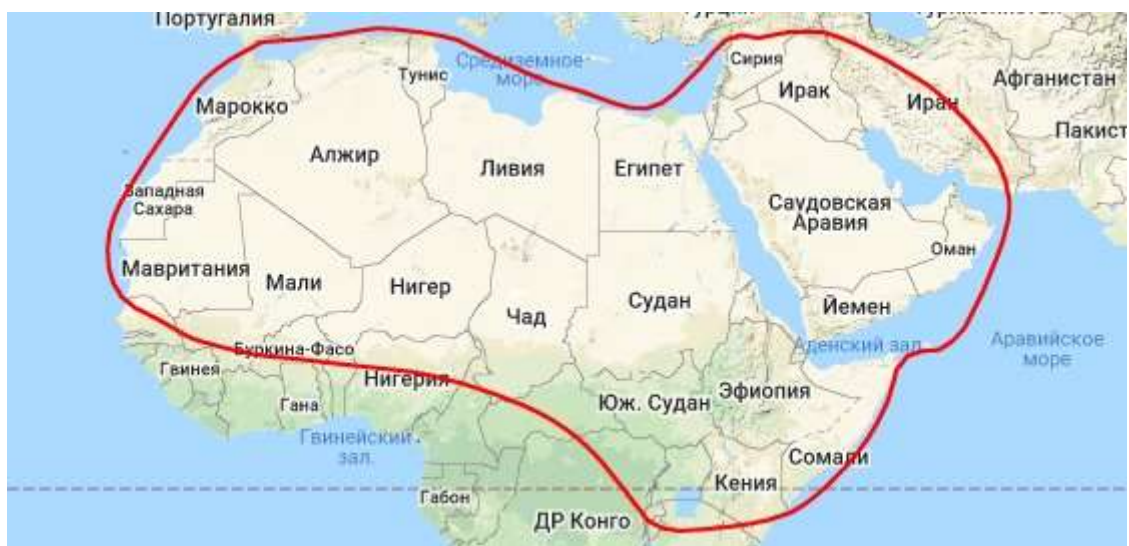 Португалия
Турция
Туркменистан
Средиземное
море
Тунис
Сирия
Афганистан
Марокко
Ирак
Иран
Пакист
Алжир
Ливия
Египет
Западная
Сахара
Саудовская
Аравия
Оман
Мавритания
Мали
Нигер
Чад
Судан
Йемен
Буркина-Фасо
Аденский зал.
Аравийское
море
Гвинея
Нигерия
Гана
Юж. Судан
Эфиопия
Гвинейский
зал.
Сомали
Габон
Кения
ДР Конго